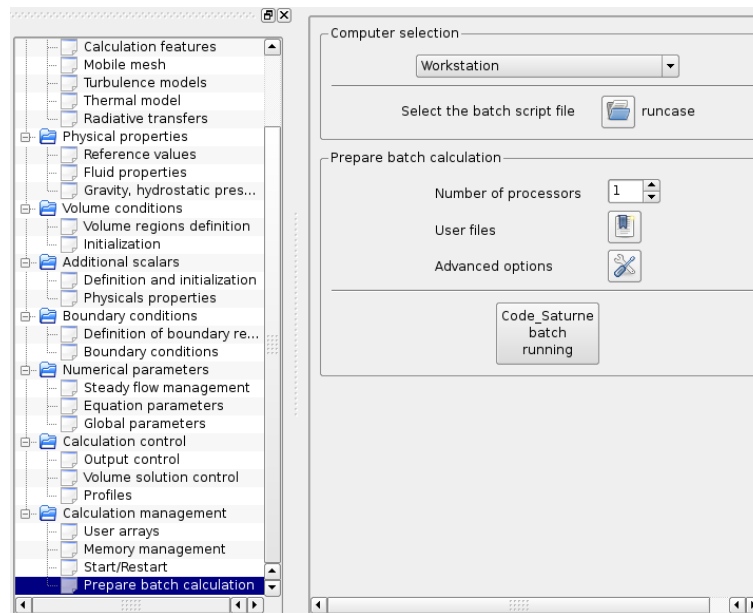 Calculation features
Mobile mesh
Turbulence models
Thermal model
Radiative transfers
Physical properties
Reference values
Fluid properties
Gravity, hydrostatic pres...
Volume conditions
Volume regions definition
Initialization
Additional scalars
Definition and initialization
Physicals properties
Boundary conditions
Definition of boundary re...
Boundary conditions
Numerical parameters
Steady flow management
Equation parameters
Global parameters
Calculation control
Output control
Volume solution control
Profiles
Calculation management
User arrays
Memory management
Start/Restart
Prepare batch calculation
Computer selection
Workstation
Select the batch script file runcase
Prepare batch calculation
Number of processors 1
User files
Advanced options
Code_Saturne
batch
running